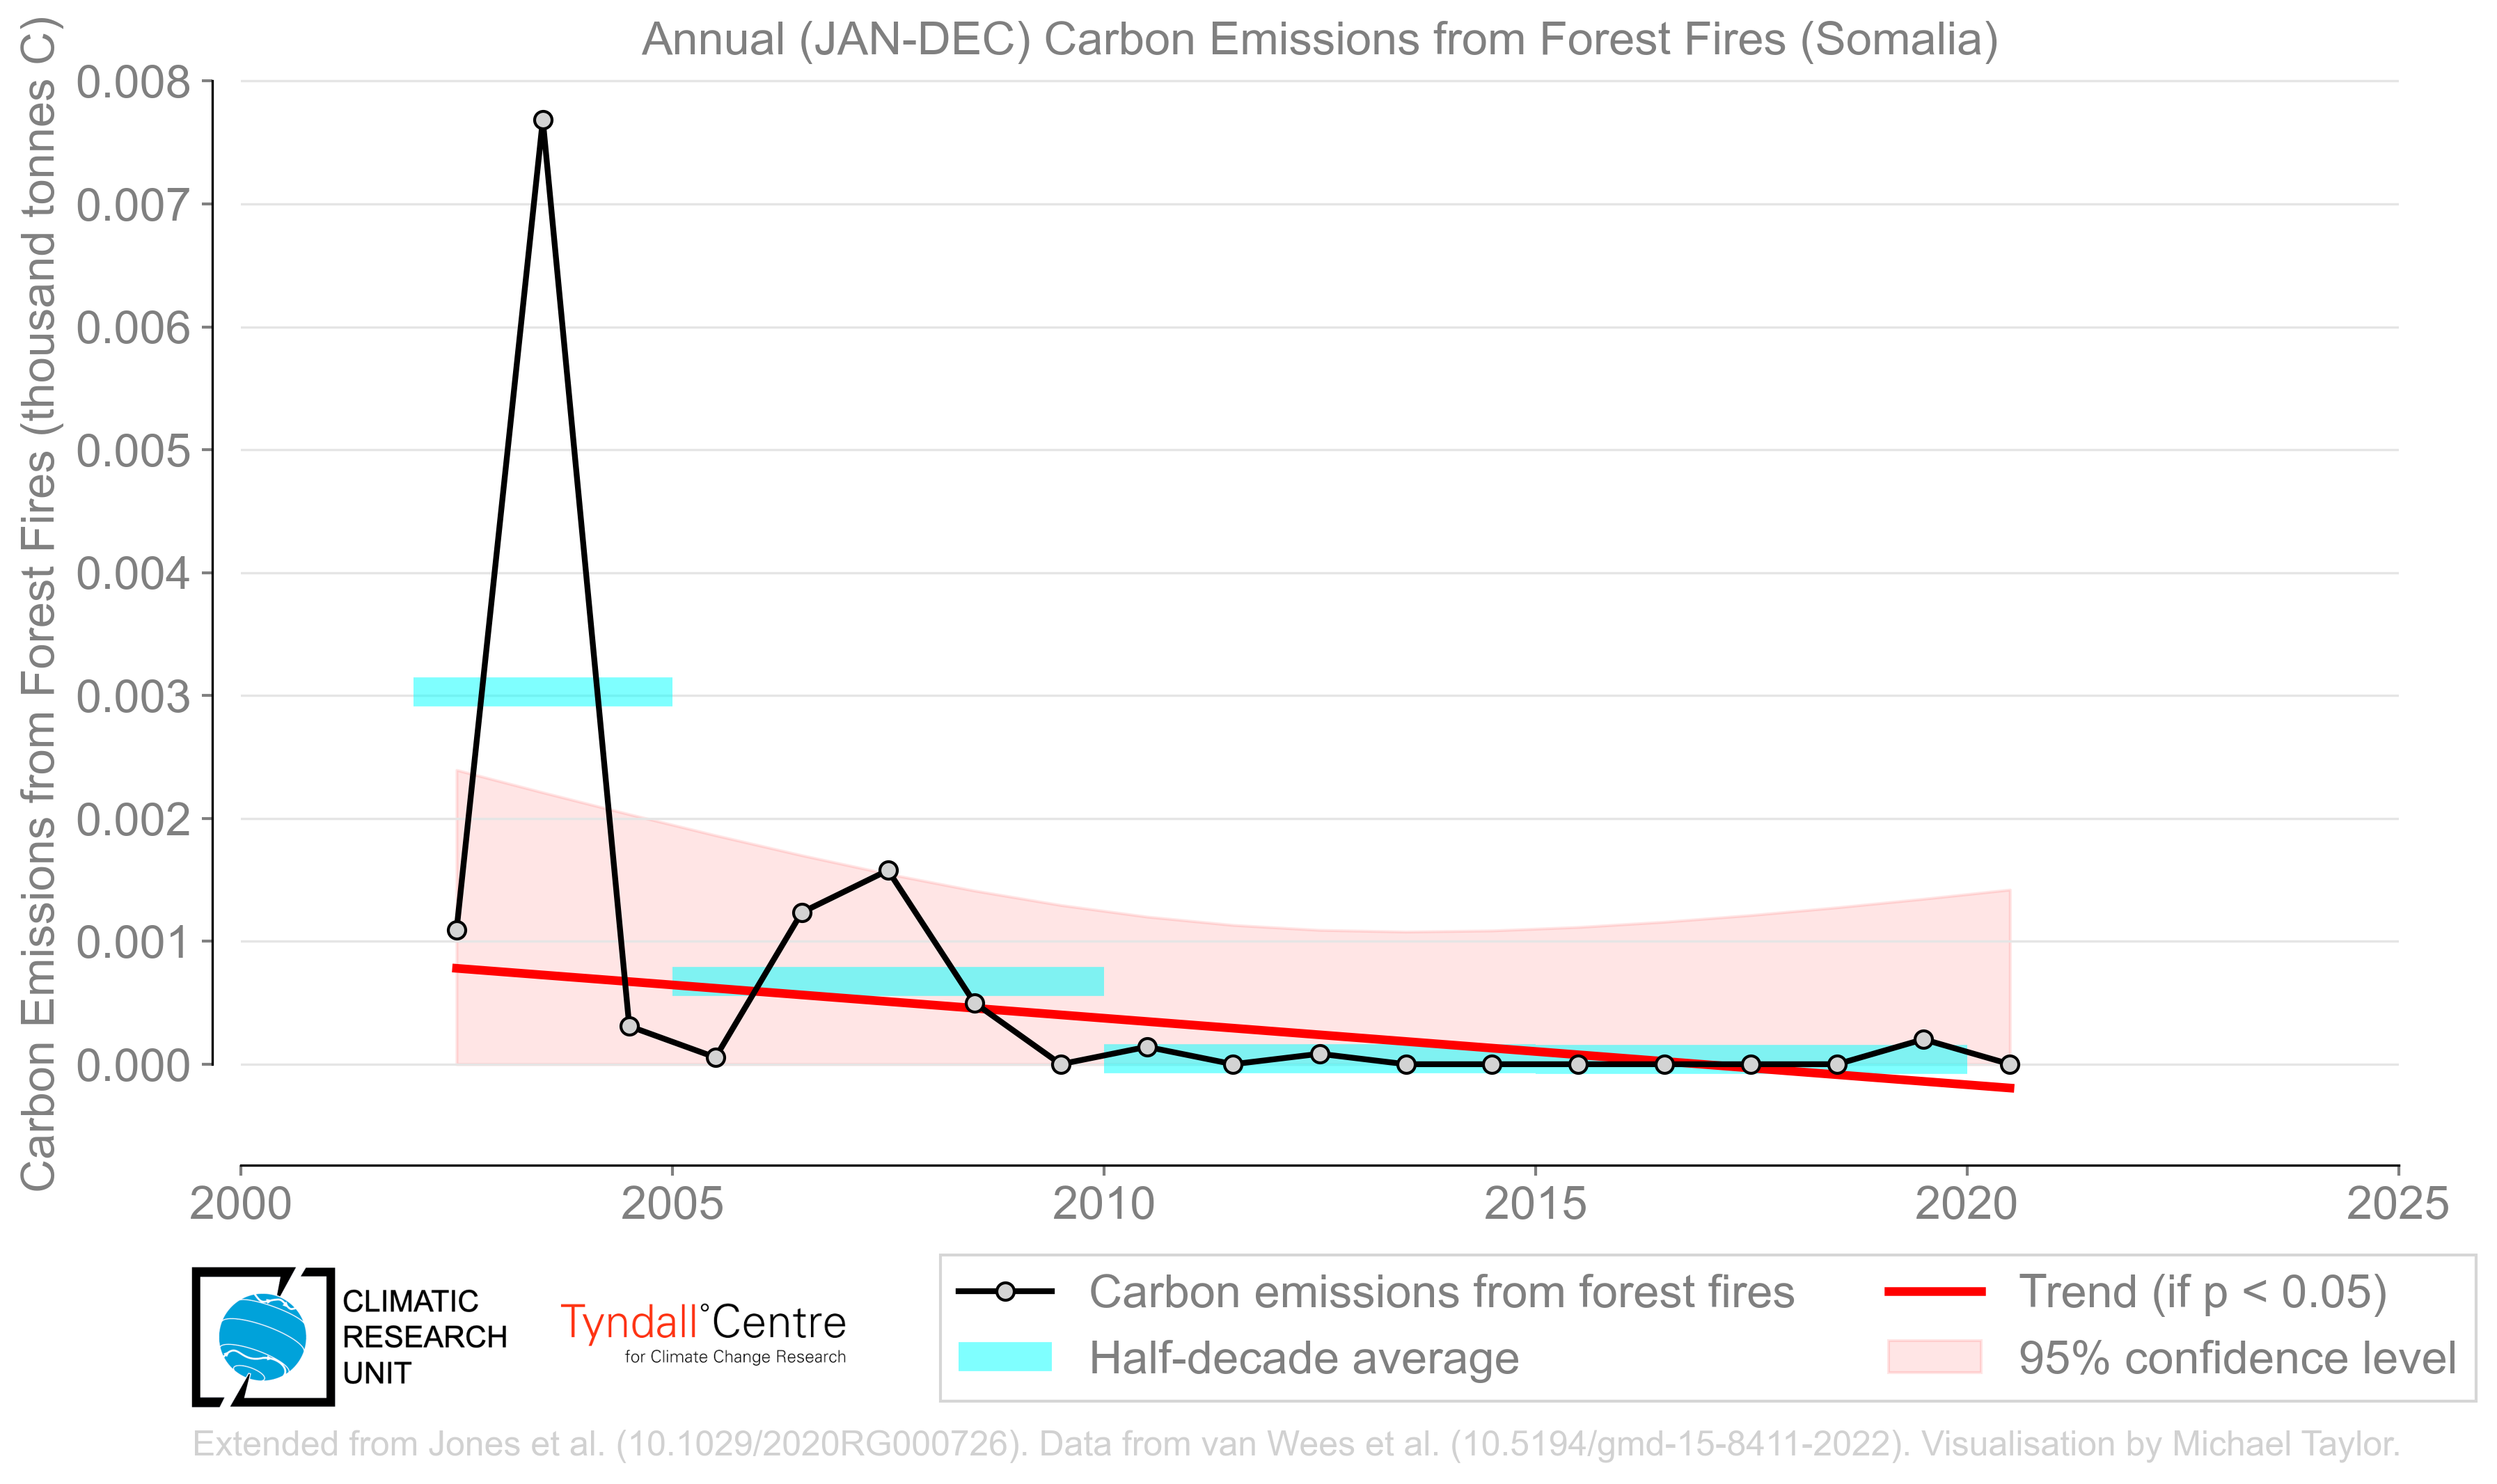 Annual (JAN-DEC) Carbon Emissions from Forest Fires (Somalia)
Carbon Emissions from Forest Fires (thousand tonnes C)
0.008
0.007
0.006
0.005
0.004
0.003
0.002
0.001
0.000
2000
2005
2010
2015
2020
2025
CLIMATIC
RESEARCH
UNIT
Tyndall°Centre
for Climate Change Research
Carbon emissions from forest fires
Half-decade average
Trend (if p < 0.05)
95% confidence level
Extended from Jones et al. (10.1029/2020RG000726). Data from van Wees et al. (10.5194/gmd-15-8411-2022). Visualisation by Michael Taylor.